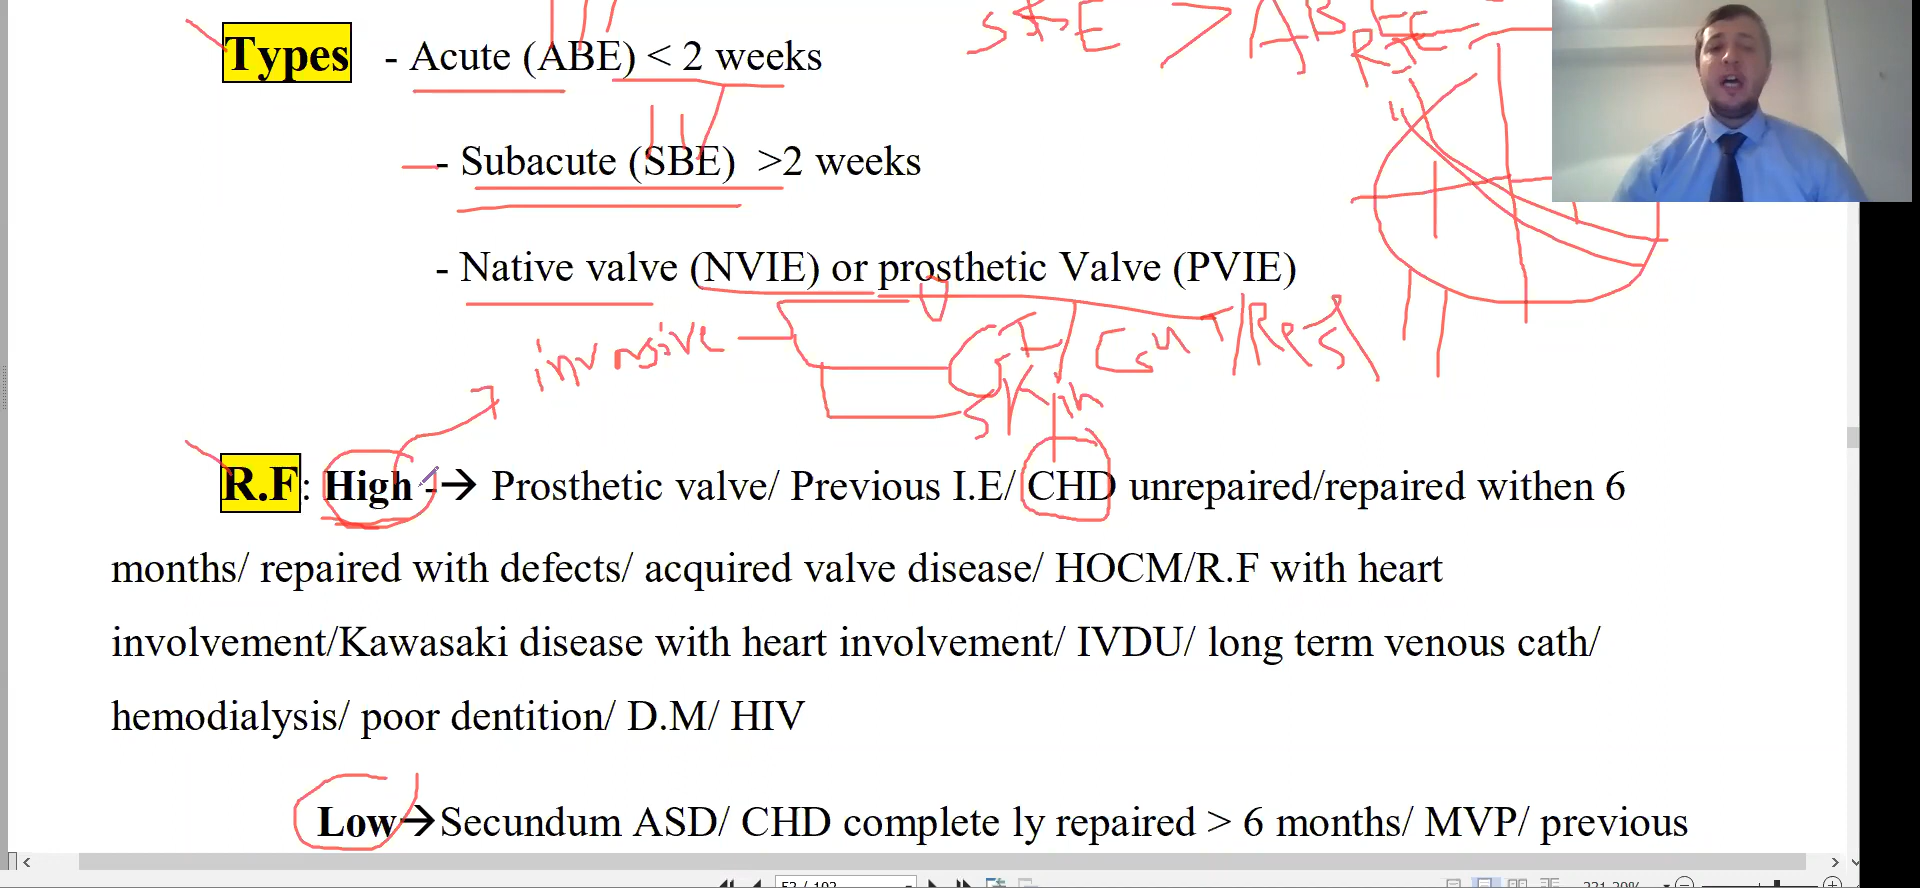 SBE > ABE
Types - Acute (ABE) < 2 weeks
- Subacute (SBE) >2 weeks
- Native valve (NVIE) or prosthetic Valve (PVIE)
invasive
skin
R.F: High -→ Prosthetic valve/ Previous I.E/ CHD unrepaired/repaired withen 6
months/ repaired with defects/ acquired valve disease/ HOCM/R.F with heart
involvement/Kawasaki disease with heart involvement/ IVDU/ long term venous cath/
hemodialysis/ poor dentition/ D.M/ HIV
Low→Secundum ASD/ CHD complete ly repaired > 6 months/ MVP/ previous